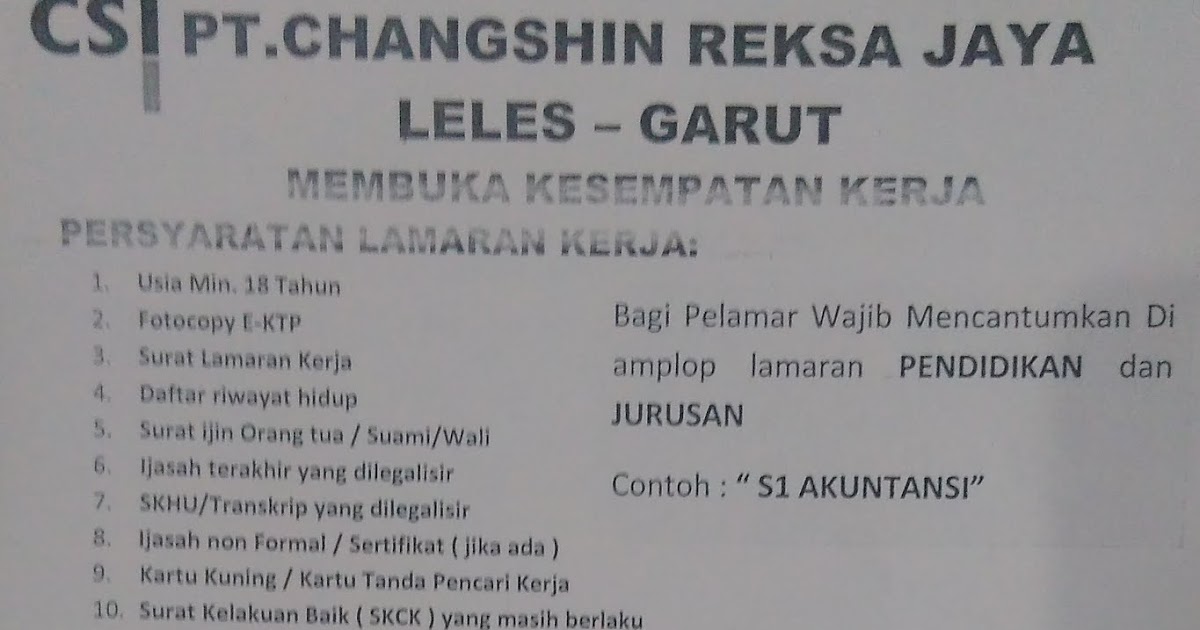 CSI PT.CHANGSHIN REKSA JAYA
LELES – GARUT
MEMBUKA KESEMPATAN KERJA
PERSYARATAN LAMARAN KERJA:
1. Usia Min. 18 Tahun
2. Fotocopy E-KTP
3. Surat Lamaran Kerja
4. Daftar riwayat hidup
5. Surat ijin Orang tua / Suami/Wali
6. Ijasah terakhir yang dilegalisir
7. SKHU/Transkrip yang dilegalisir
8. Ijasah non Formal / Sertifikat ( jika ada )
9. Kartu Kuning / Kartu Tanda Pencari Kerja
10. Surat Kelakuan Baik ( SKCK ) yang masih berlaku
Bagi Pelamar Wajib Mencantumkan Di
amplop lamaran PENDIDIKAN dan
JURUSAN
Contoh : “ S1 AKUNTANSI”